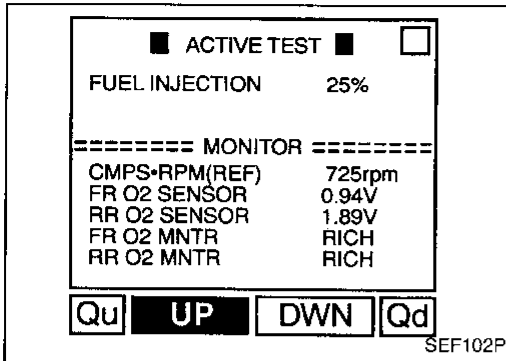 ■ ACTIVE TEST ■
FUEL INJECTION 25%
======== MONITOR ========
CMPS•RPM(REF) 725rpm
FR O2 SENSOR 0.94V
RR O2 SENSOR 1.89V
FR O2 MNTR RICH
RR O2 MNTR RICH
Qu UP DWN Qd
SEF102P